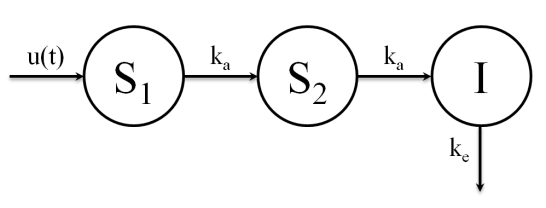 u(t)
S₁
kₐ
S₂
kₐ
I
kₑ